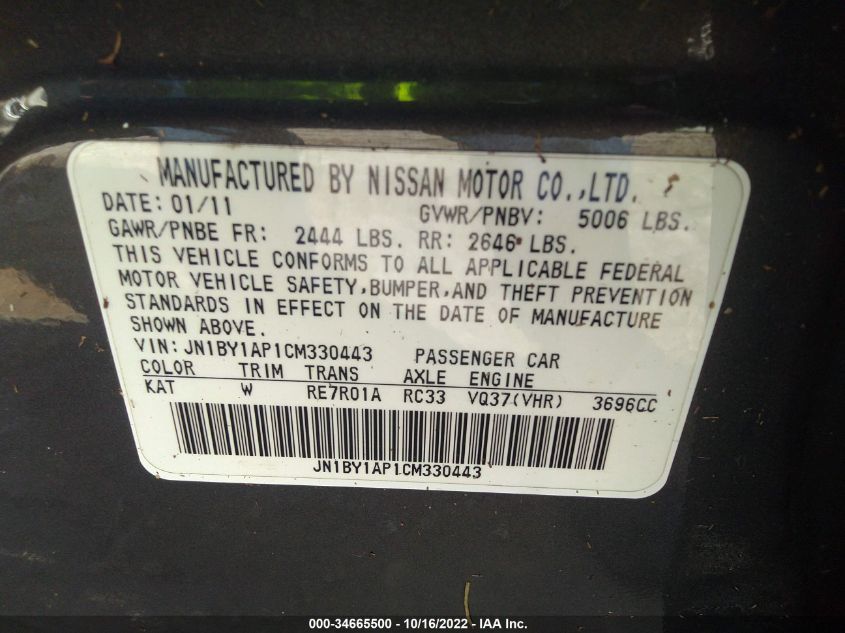 MANUFACTURED BY NISSAN MOTOR CO.,LTD.
DATE: 01/11 GVWR/PNBV: 5006 LBS.
GAWR/PNBE FR: 2444 LBS. RR: 2646 LBS.
THIS VEHICLE CONFORMS TO ALL APPLICABLE FEDERAL
MOTOR VEHICLE SAFETY,BUMPER,AND THEFT PREVENTION
STANDARDS IN EFFECT ON THE DATE OF MANUFACTURE
SHOWN ABOVE.
VIN:JN1BY1AP1CM330443 PASSENGER CAR
COLOR TRIM TRANS AXLE ENGINE
KAT W RE7R01A RC33 VQ37(VHR) 3696CC
JN1BY1AP1CM330443
000-34665500 - 10/16/2022 - IAA Inc.